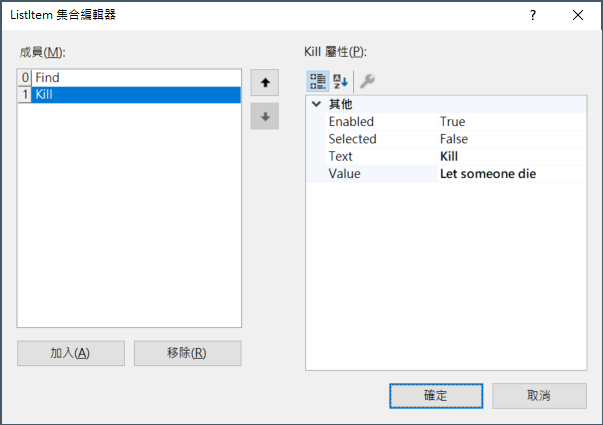 ListItem 集合編輯器
?
成員(M):
0 Find
1 Kill
加入(A)
移除(R)
Kill 屬性(P):
其他
Enabled True
Selected False
Text Kill
Value Let someone die
確定
取消